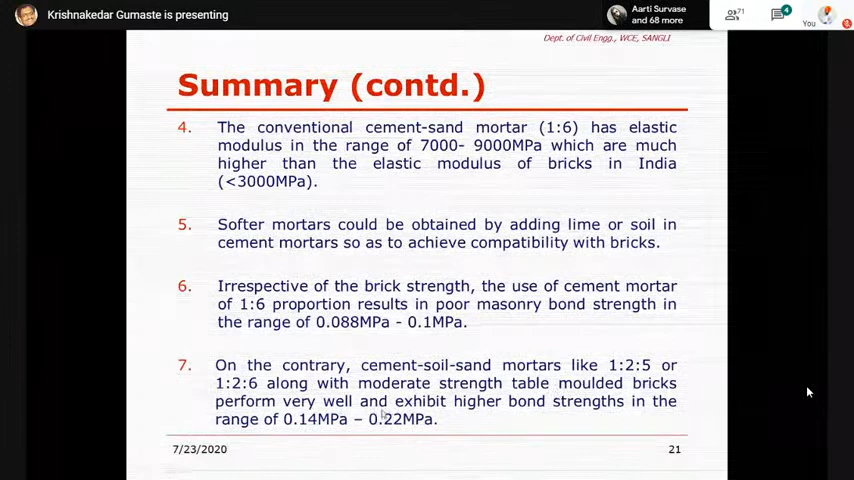 Krishnakedar Gumaste is presenting
Aarti Survase
and 68 more
71
4
You
Dept. of Civil Engg., WCE, SANGLI
Summary (contd.)
4. The conventional cement-sand mortar (1:6) has elastic
modulus in the range of 7000- 9000MPa which are much
higher than the elastic modulus of bricks in India
(<3000MPa).
5. Softer mortars could be obtained by adding lime or soil in
cement mortars so as to achieve compatibility with bricks.
6. Irrespective of the brick strength, the use of cement mortar
of 1:6 proportion results in poor masonry bond strength in
the range of 0.088MPa - 0.1MPa.
7. On the contrary, cement-soil-sand mortars like 1:2:5 or
1:2:6 along with moderate strength table moulded bricks
perform very well and exhibit higher bond strengths in the
range of 0.14MPa – 0.22MPa.
7/23/2020
21